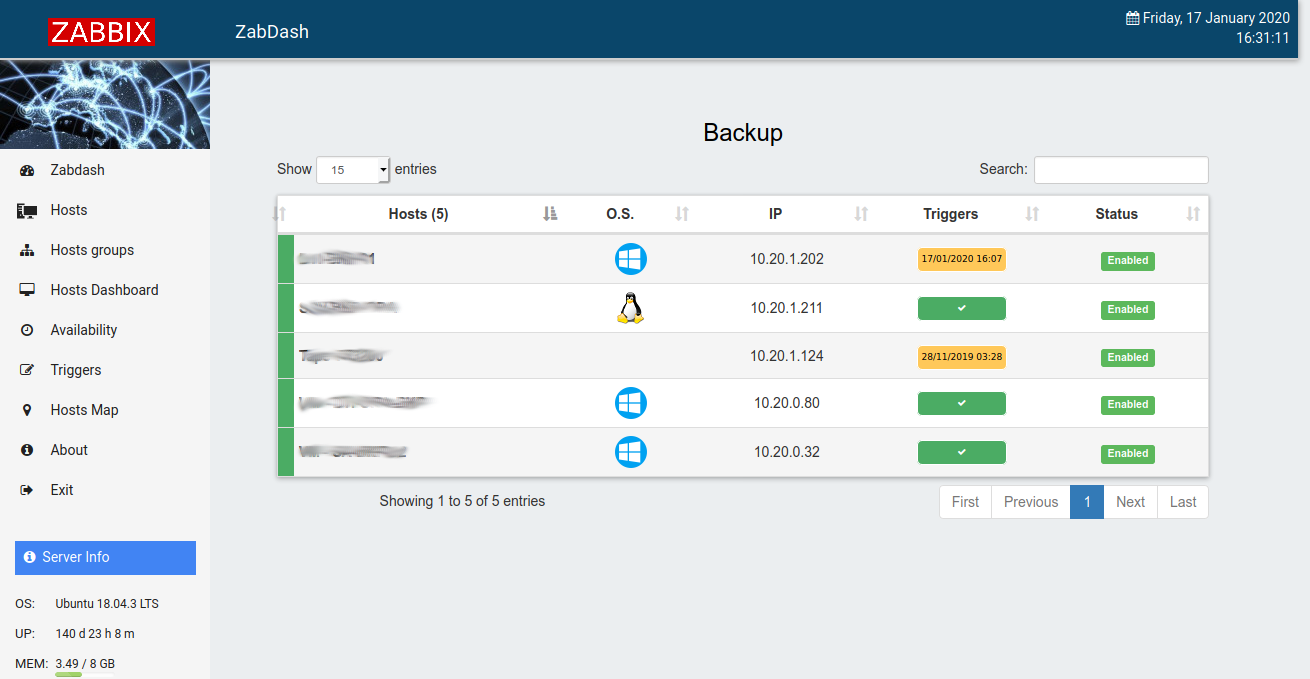 ZABBIX
ZabDash
Friday, 17 January 2020
16:31:11
Zabdash
Hosts
Hosts groups
Hosts Dashboard
Availability
Triggers
Hosts Map
About
Exit
Server Info
OS: Ubuntu 18.04.3 LTS
UP: 140 d 23 h 8 m
MEM: 3.49 / 8 GB
Backup
Show 15 entries
Search:
Hosts (5) O.S. IP Triggers Status
10.20.1.202 17/01/2020 16:07 Enabled
10.20.1.211 Enabled
10.20.1.124 28/11/2019 03:28 Enabled
10.20.0.80 Enabled
10.20.0.32 Enabled
Showing 1 to 5 of 5 entries
First Previous 1 Next Last